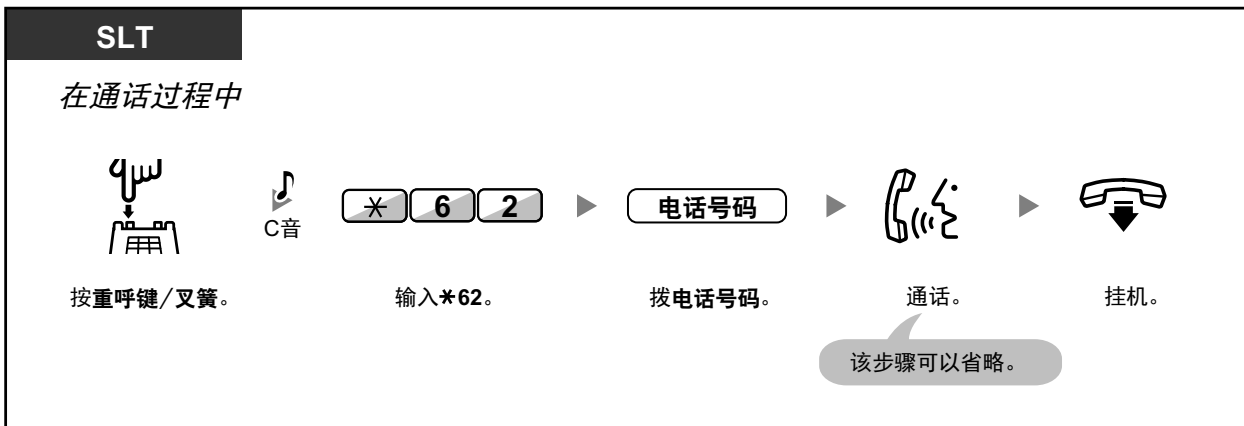 SLT
在通话过程中
C音
✱ 6 2
电话号码
按重呼键/叉簧。
输入✱62。
拨电话号码。
通话。
挂机。
该步骤可以省略。